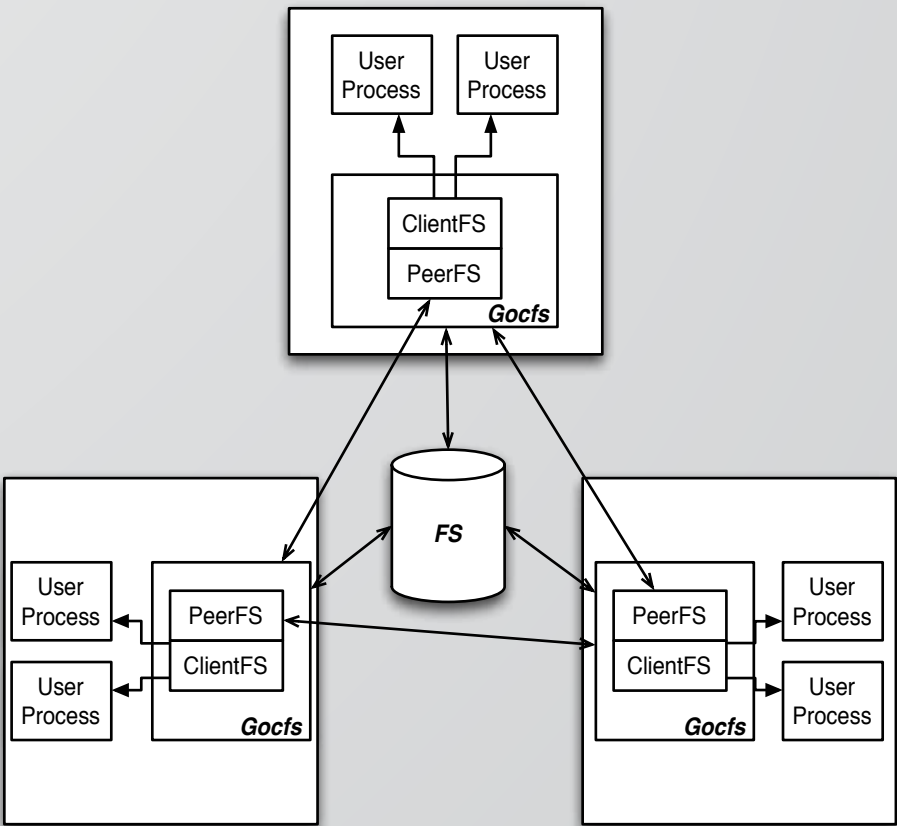 User
Process
User
Process
ClientFS
PeerFS
Gocfs
FS
User
Process
User
Process
PeerFS
ClientFS
Gocfs
PeerFS
ClientFS
Gocfs
User
Process
User
Process